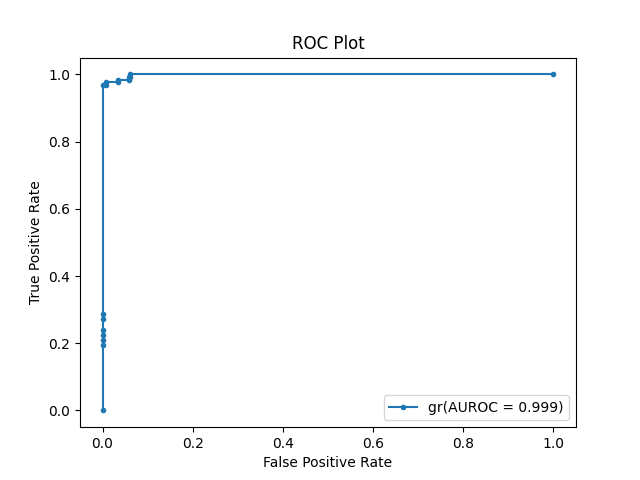 ROC Plot
True Positive Rate
1.0
0.8
0.6
0.4
0.2
0.0
0.0 0.2 0.4 0.6 0.8 1.0
False Positive Rate
gr(AUROC = 0.999)